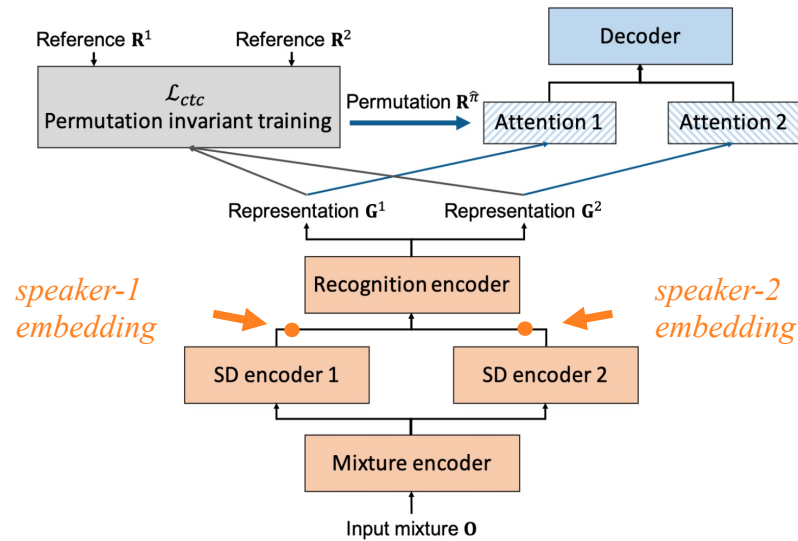 Reference R¹
Reference R²
Decoder
ℒ_ctc
Permutation invariant training
Permutation R^π̂
Attention 1
Attention 2
Representation G¹
Representation G²
Recognition encoder
speaker-1
embedding
speaker-2
embedding
SD encoder 1
SD encoder 2
Mixture encoder
Input mixture O